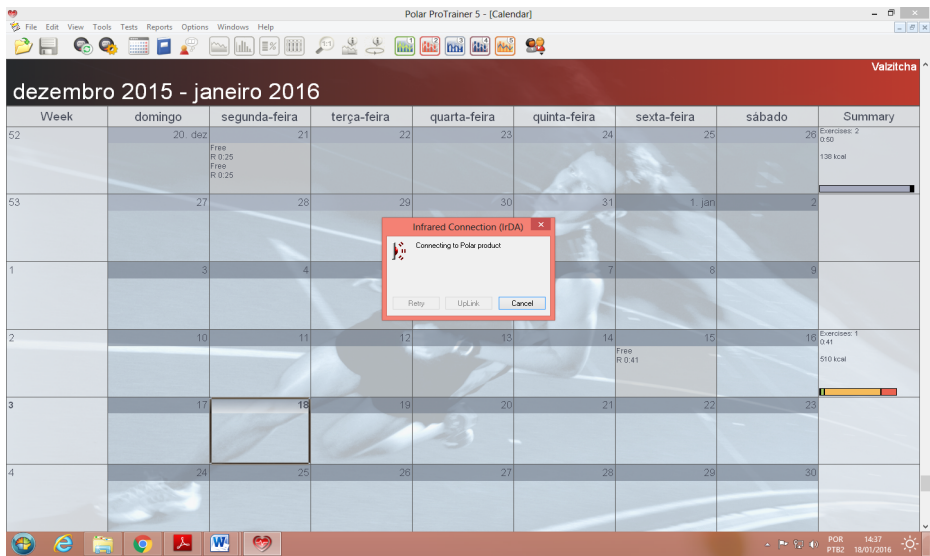 Polar ProTrainer 5 - [Calendar]
File Edit View Tools Tests Reports Options Windows Help
Valzitcha
dezembro 2015 - janeiro 2016
Week domingo segunda-feira terça-feira quarta-feira quinta-feira sexta-feira sábado Summary
52 20. dez 21 22 23 24 25 26 Exercises: 2
0:50
Free
R 0:25
Free
R 0:25
138 kcal
53 27 28 29 30 31 1. jan 2
Infrared Connection (IrDA)
Connecting to Polar product
Retry UpLink Cancel
1 3 4 7 8 9
2 10 11 12 13 14 15 16 Exercises: 1
0:41
Free
R 0:41
510 kcal
3 17 18 19 20 21 22 23
4 24 25 26 27 28 29 30
POR 14:37
PTB2 18/01/2016